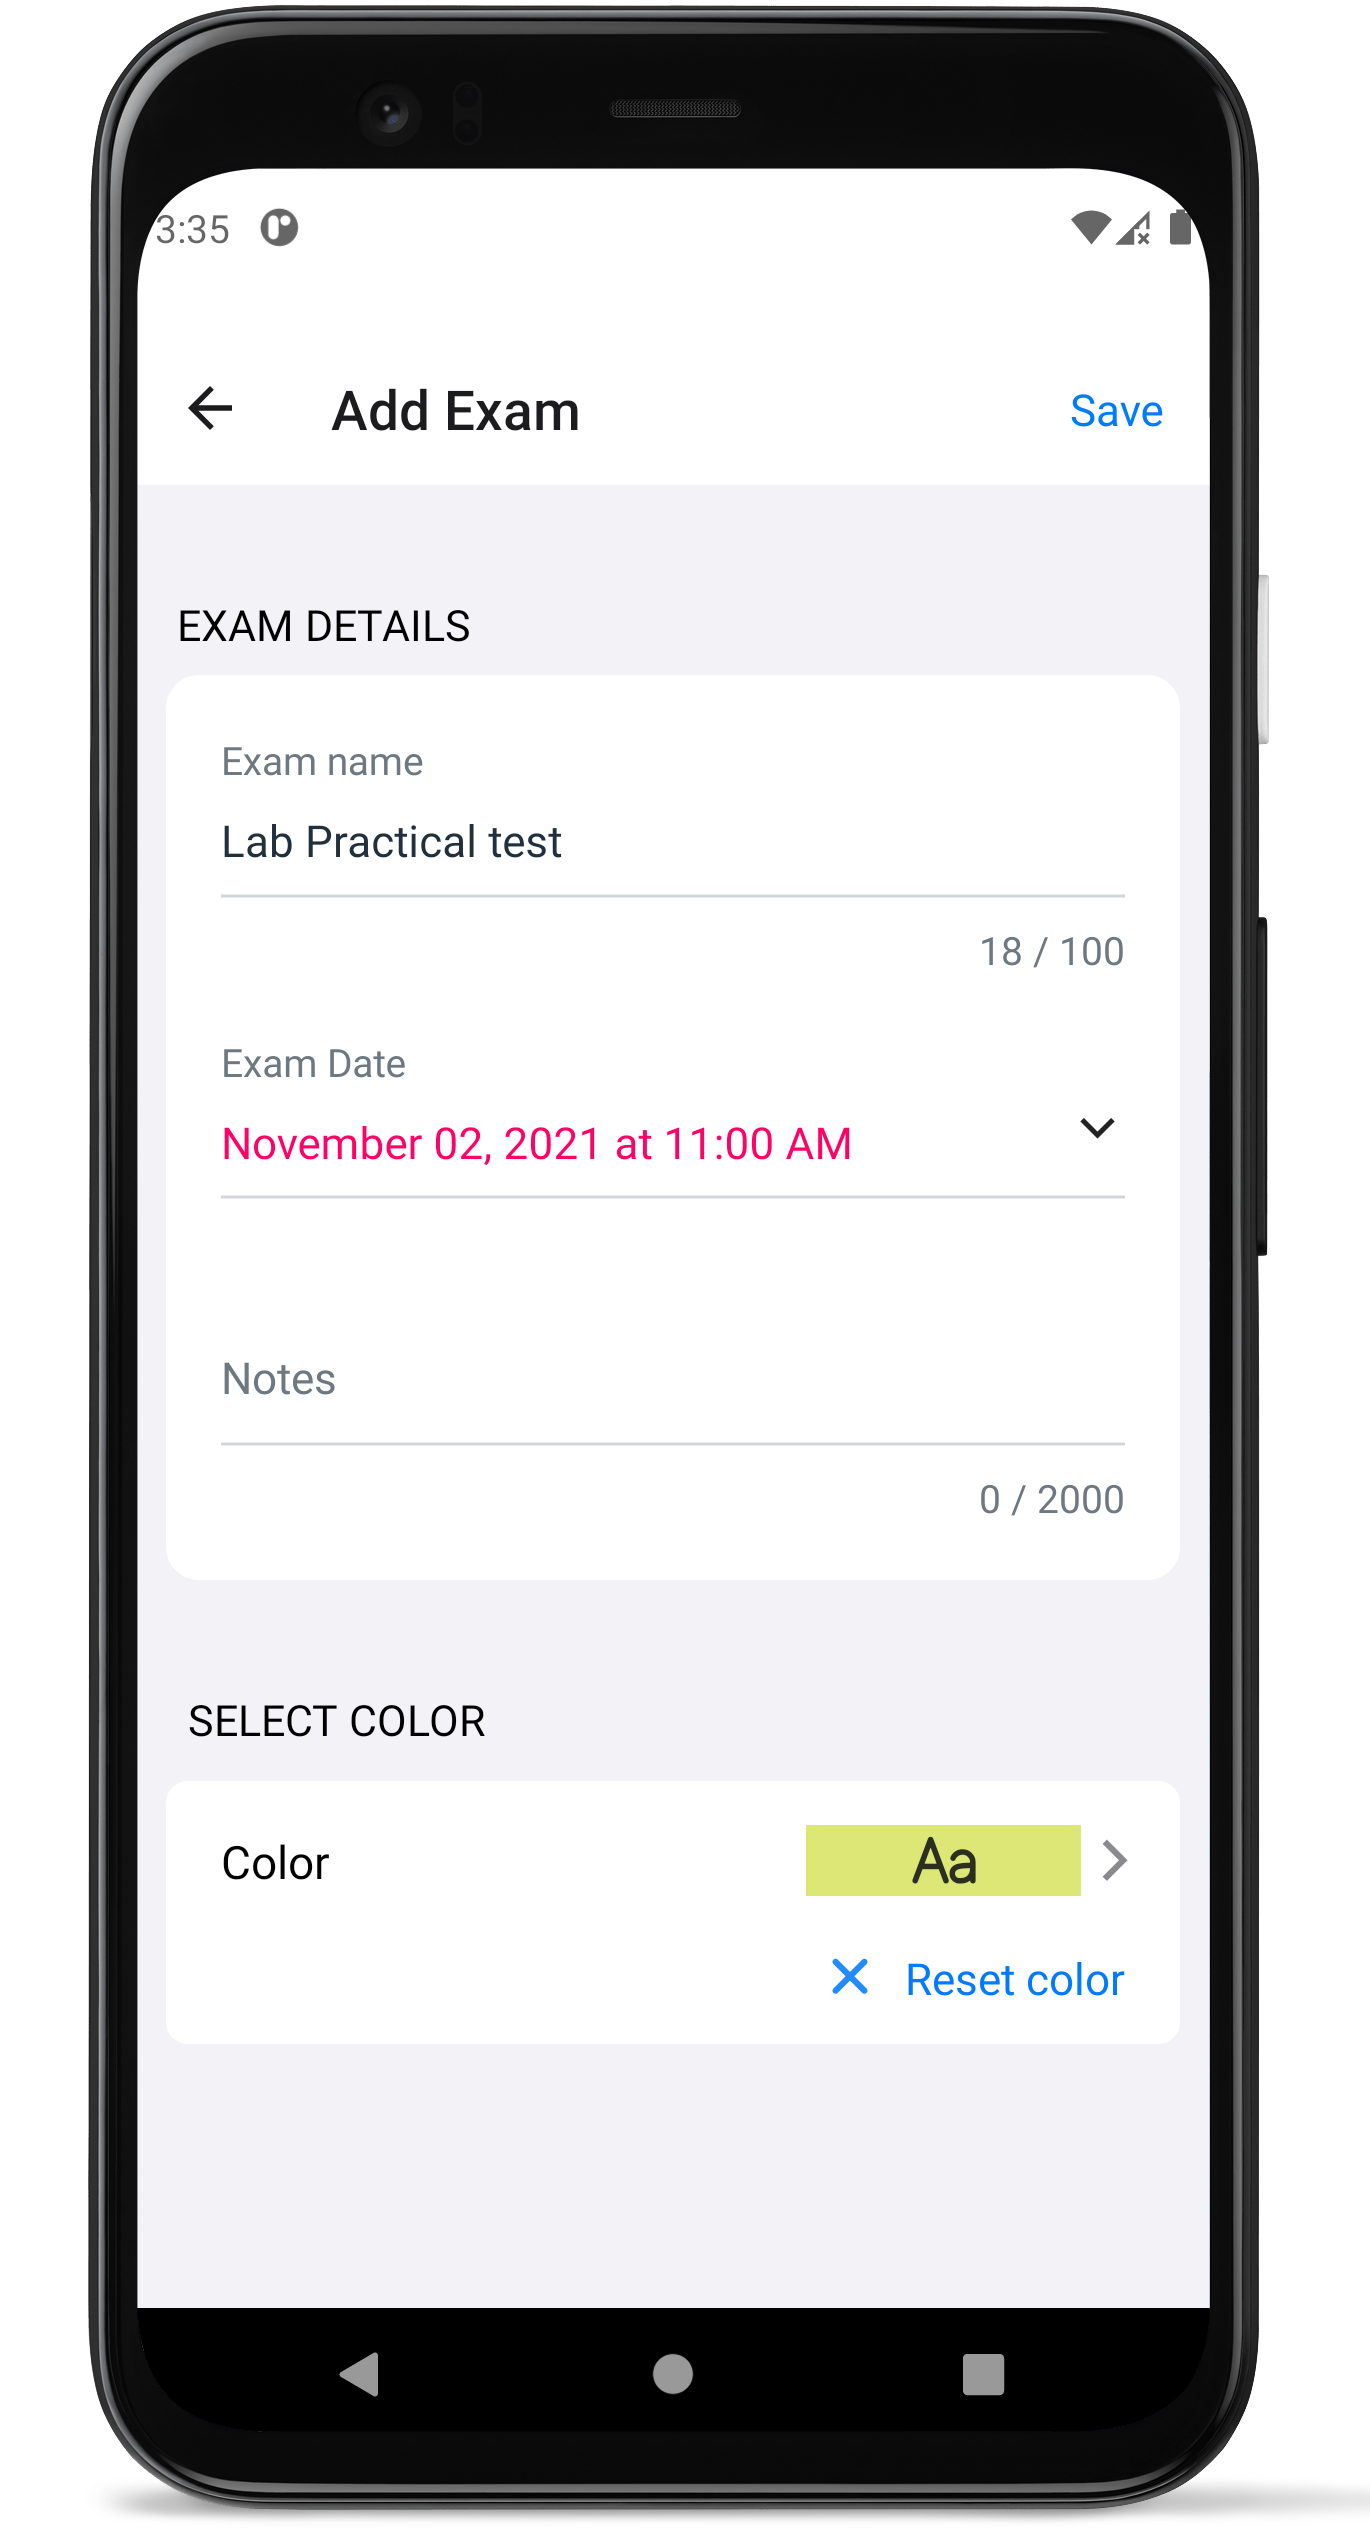 3:35
Add Exam
Save
EXAM DETAILS
Exam name
Lab Practical test
18 / 100
Exam Date
November 02, 2021 at 11:00 AM
Notes
0 / 2000
SELECT COLOR
Color
Aa
Reset color